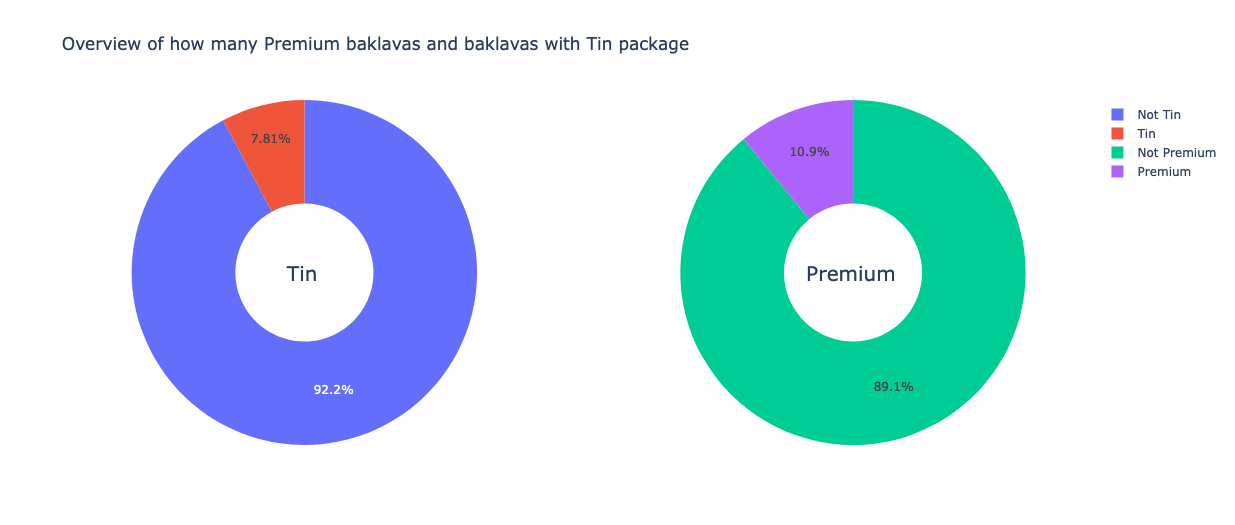 Overview of how many Premium baklavas and baklavas with Tin package
7.81%
Tin
92.2%
10.9%
Premium
89.1%
Not Tin
Tin
Not Premium
Premium